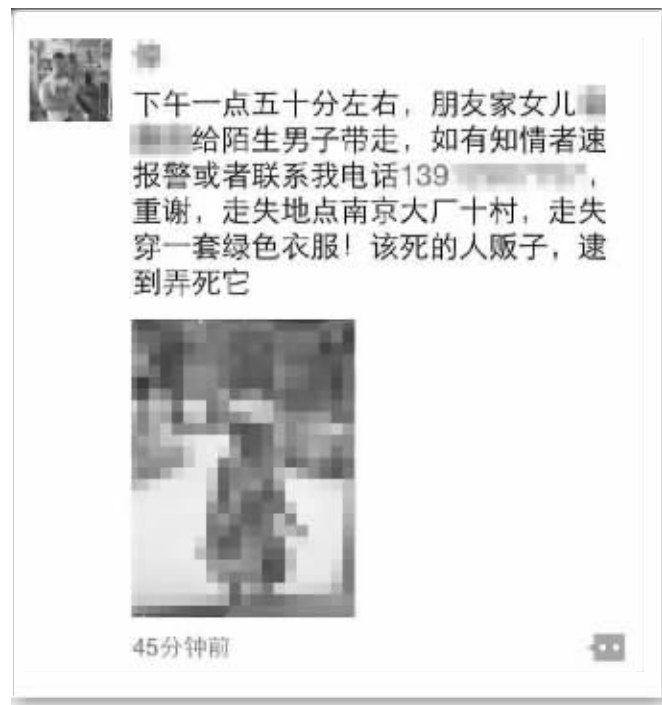 下午一点五十分左右，朋友家女儿
给陌生男子带走，如有知情者速
报警或者联系我电话139，
重谢，走失地点南京大厂十村，走失
穿一套绿色衣服！该死的人贩子，逮
到弄死它
45分钟前